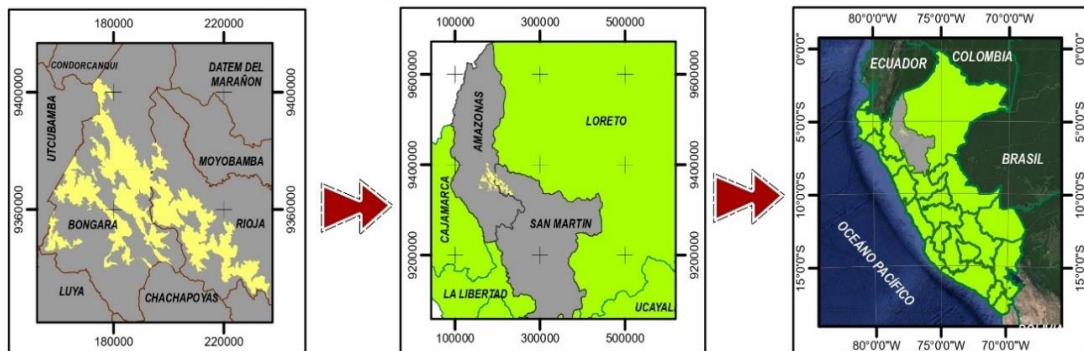 180000 220000
CONDORCANQUI
DATEM DEL
MARAÑON
UTCUBAMBA
MOYOBAMBA
BONGARA
RIOJA
LUYA
CHACHAPOYAS
9400000
9360000
9400000
9360000
180000 220000
100000 300000 500000
AMAZONAS
LORETO
CAJAMARCA
SAN MARTIN
LA LIBERTAD
UCAYAL
9600000
9400000
9200000
9600000
9400000
9200000
100000 300000 500000
80°0'0"W 75°0'0"W 70°0'0"W
ECUADOR
COLOMBIA
BRASIL
OCEANO PACÍFICO
0°0'0"
5°0'0"S
10°0'0"S
15°0'0"S
0°0'0"
5°0'0"S
10°0'0"S
15°0'0"S
80°0'0"W 75°0'0"W 70°0'0"W